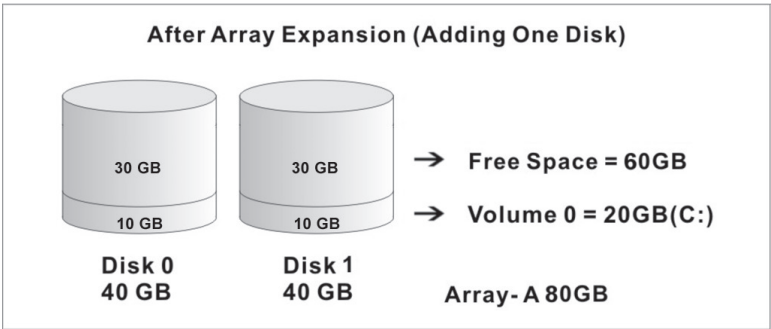 After Array Expansion (Adding One Disk)
30 GB
30 GB
→ Free Space = 60GB
10 GB
10 GB
→ Volume 0 = 20GB(C:)
Disk 0
40 GB
Disk 1
40 GB
Array- A 80GB